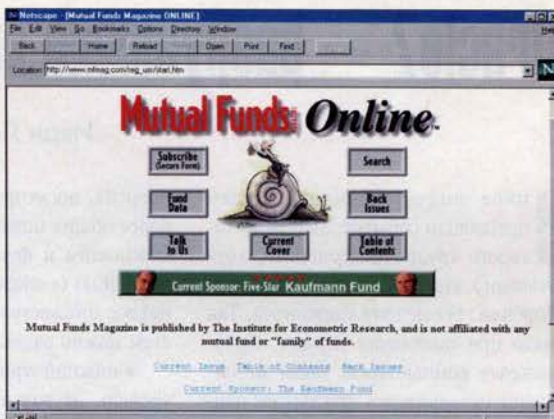 Netscape - [Mutual Funds Magazine ONLINE]
File Edit View Go Bookmarks Options Directory Window Help
Back Home Reload Open Print Find
Location: http://www.mfmag.com/reg_usr/start.htm
Mutual Funds Online
Subscribe
(Secure Form)
Search
Fund
Data
Back
Issues
Talk
to Us
Current
Cover
Table of
Contents
Current Sponsor: Five-Star Kaufmann Fund
Mutual Funds Magazine is published by The Institute for Econometric Research, and is not affiliated with any
mutual fund or "family" of funds.
Current Issue Table of Contents Back Issues
Current Sponsor: The Kaufmann Fund